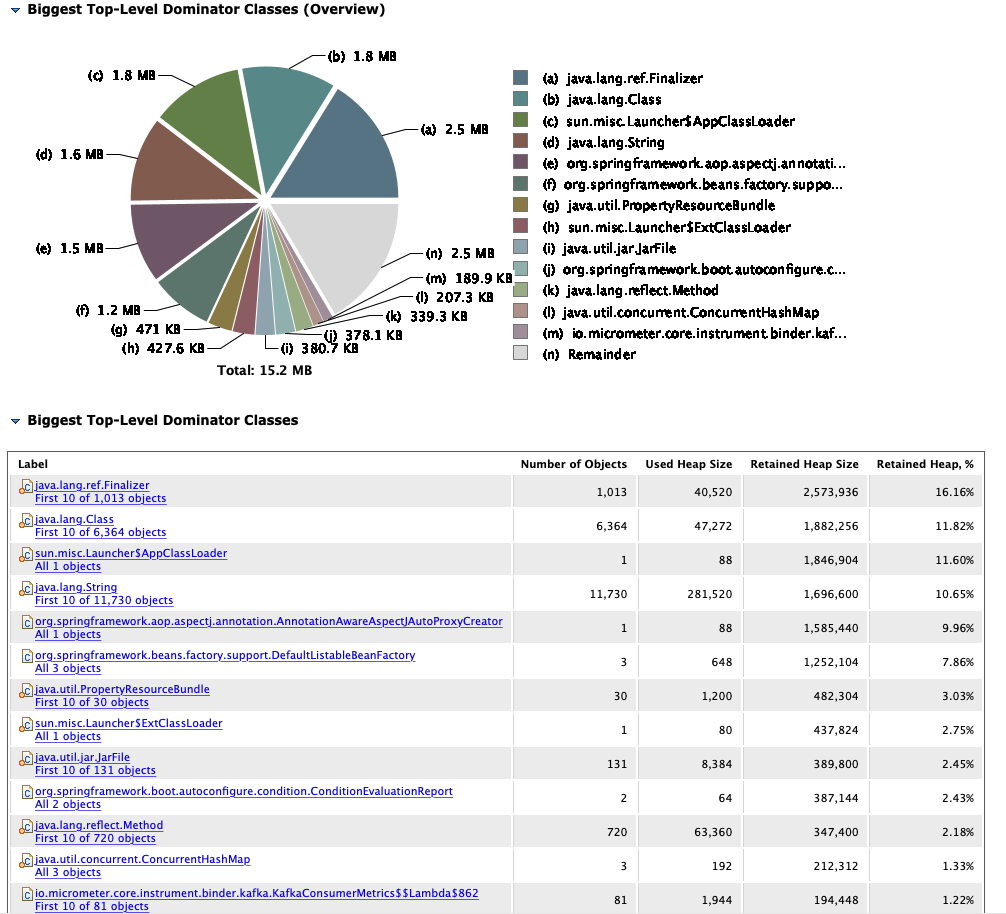 Biggest Top-Level Dominator Classes (Overview)
(b) 1.8 MB
(c) 1.8 MB
(a) 2.5 MB
(d) 1.6 MB
(e) 1.5 MB
(n) 2.5 MB
(m) 189.9 KB
(l) 207.3 KB
(f) 1.2 MB
(k) 339.3 KB
(g) 471 KB
(j) 378.1 KB
(h) 427.6 KB
(i) 380.7 KB
Total: 15.2 MB
(a) java.lang.ref.Finalizer
(b) java.lang.Class
(c) sun.misc.Launcher$AppClassLoader
(d) java.lang.String
(e) org.springframework.aop.aspectj.annotati...
(f) org.springframework.beans.factory.suppo...
(g) java.util.PropertyResourceBundle
(h) sun.misc.Launcher$ExtClassLoader
(i) java.util.jar.JarFile
(j) org.springframework.boot.autoconfigure.c...
(k) java.lang.reflect.Method
(l) java.util.concurrent.ConcurrentHashMap
(m) io.micrometer.core.instrument.binder.kaf...
(n) Remainder
Biggest Top-Level Dominator Classes
Label Number of Objects Used Heap Size Retained Heap Size Retained Heap, %
java.lang.ref.Finalizer
First 10 of 1,013 objects
1,013 40,520 2,573,936 16.16%
java.lang.Class
First 10 of 6,364 objects
6,364 47,272 1,882,256 11.82%
sun.misc.Launcher$AppClassLoader
All 1 objects
1 88 1,846,904 11.60%
java.lang.String
First 10 of 11,730 objects
11,730 281,520 1,696,600 10.65%
org.springframework.aop.aspectj.annotation.AnnotationAwareAspectJAutoProxyCreator
All 1 objects
1 88 1,585,440 9.96%
org.springframework.beans.factory.support.DefaultListableBeanFactory
All 3 objects
3 648 1,252,104 7.86%
java.util.PropertyResourceBundle
First 10 of 30 objects
30 1,200 482,304 3.03%
sun.misc.Launcher$ExtClassLoader
All 1 objects
1 80 437,824 2.75%
java.util.jar.JarFile
First 10 of 131 objects
131 8,384 389,800 2.45%
org.springframework.boot.autoconfigure.condition.ConditionEvaluationReport
All 2 objects
2 64 387,144 2.43%
java.lang.reflect.Method
First 10 of 720 objects
720 63,360 347,400 2.18%
java.util.concurrent.ConcurrentHashMap
All 3 objects
3 192 212,312 1.33%
io.micrometer.core.instrument.binder.kafka.KafkaConsumerMetrics$$Lambda$862
First 10 of 81 objects
81 1,944 194,448 1.22%